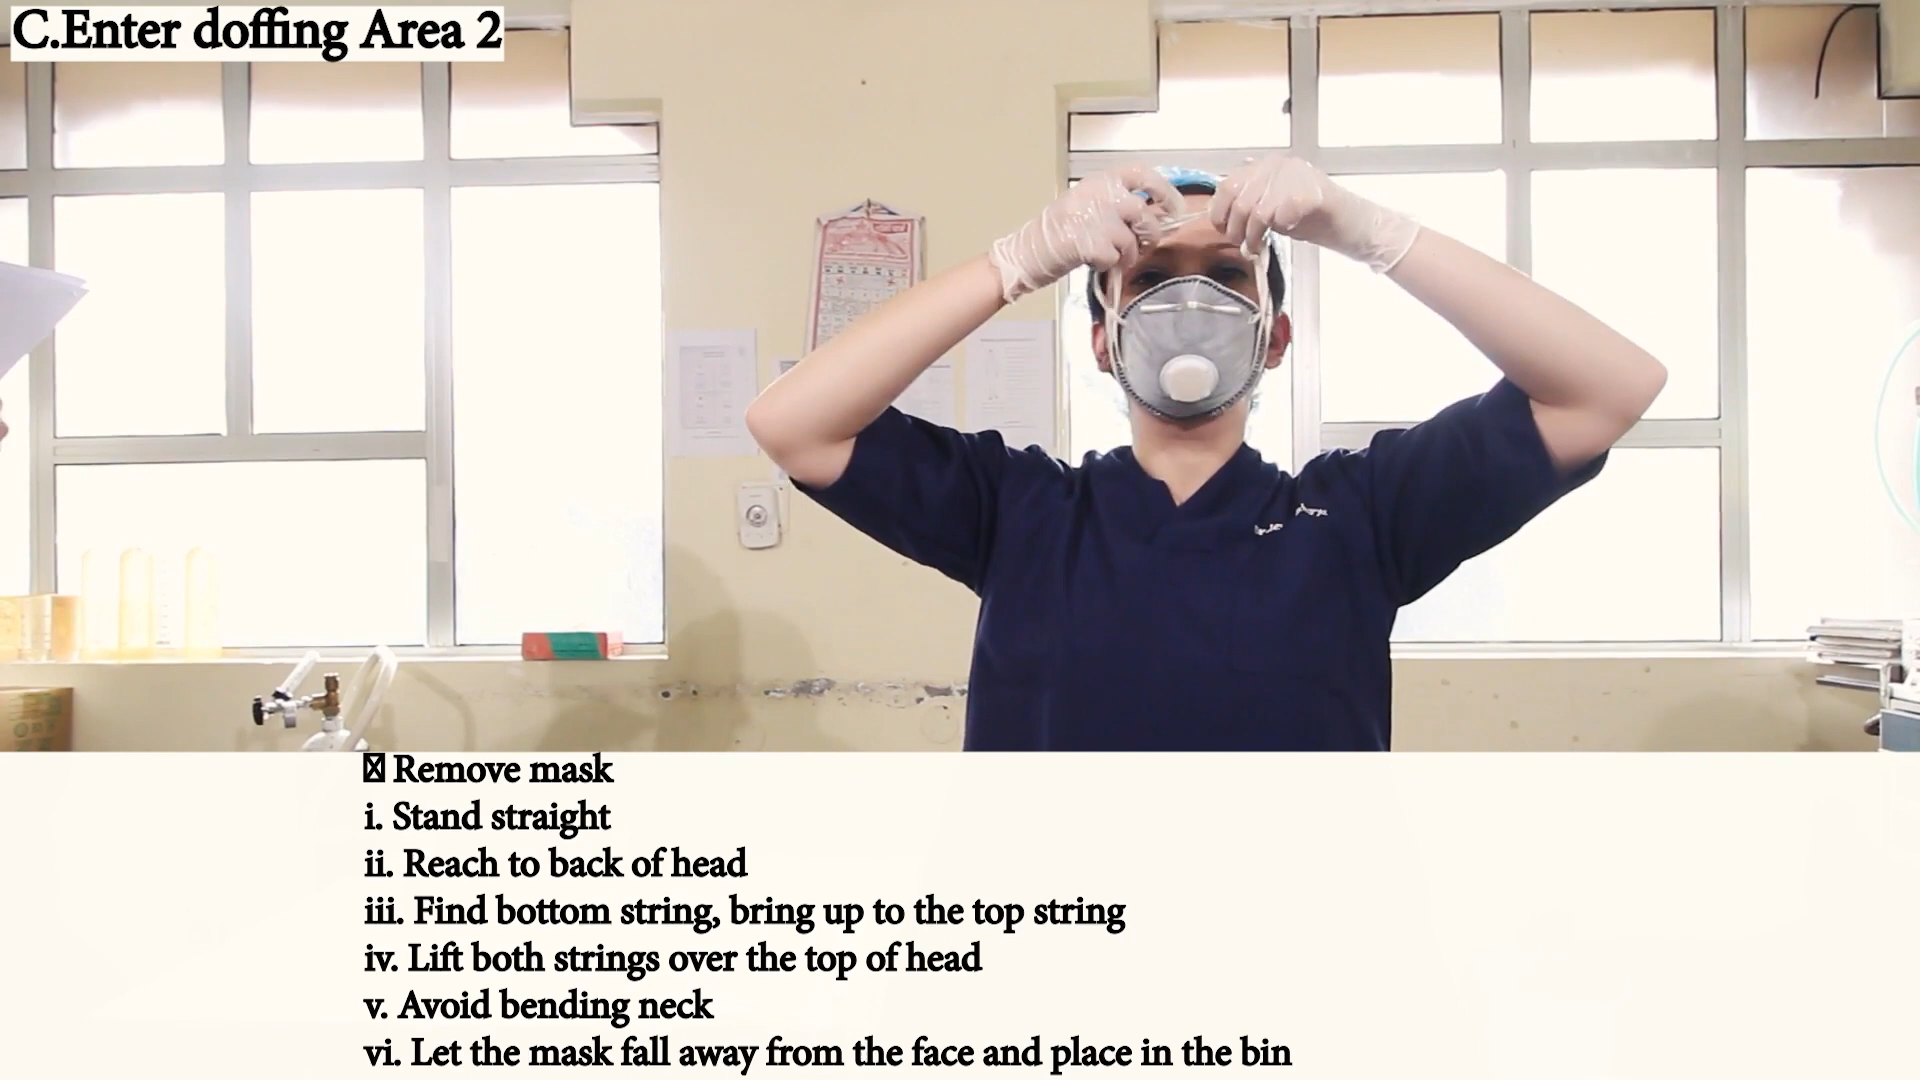 C.Enter doffing Area 2
Remove mask
i. Stand straight
ii. Reach to back of head
iii. Find bottom string, bring up to the top string
iv. Lift both strings over the top of head
v. Avoid bending neck
vi. Let the mask fall away from the face and place in the bin